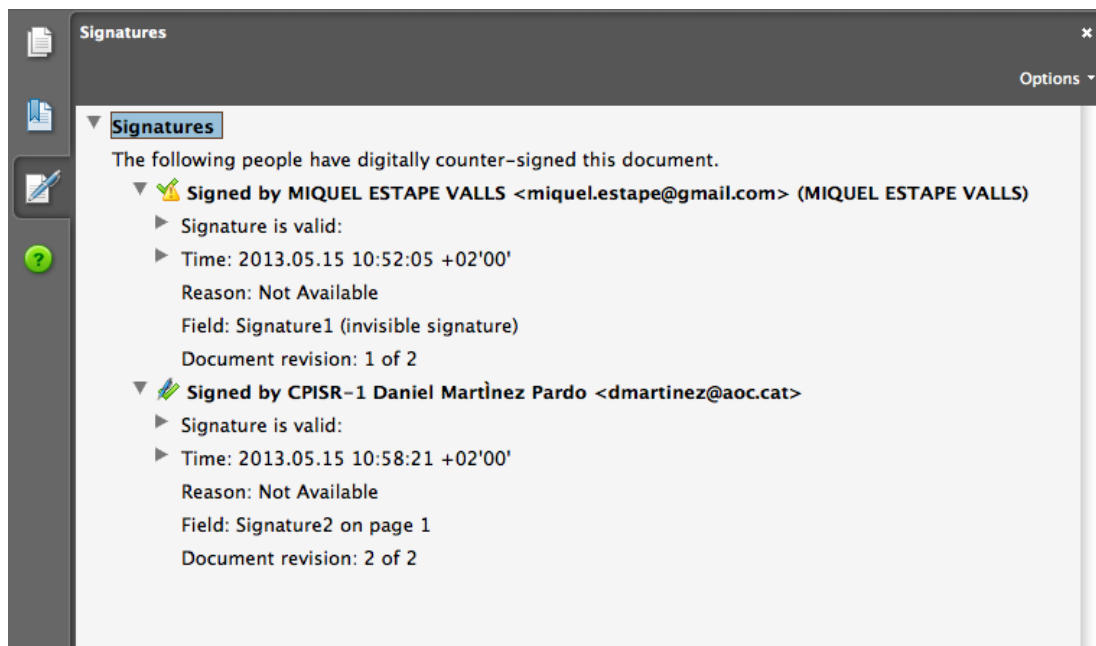 Signatures
Options
Signatures
The following people have digitally counter-signed this document.
Signed by MIQUEL ESTAPE VALLS <miquel.estape@gmail.com> (MIQUEL ESTAPE VALLS)
Signature is valid:
Time: 2013.05.15 10:52:05 +02'00'
Reason: Not Available
Field: Signature1 (invisible signature)
Document revision: 1 of 2
Signed by CPISR-1 Daniel MartÌnez Pardo <dmartinez@aoc.cat>
Signature is valid:
Time: 2013.05.15 10:58:21 +02'00'
Reason: Not Available
Field: Signature2 on page 1
Document revision: 2 of 2